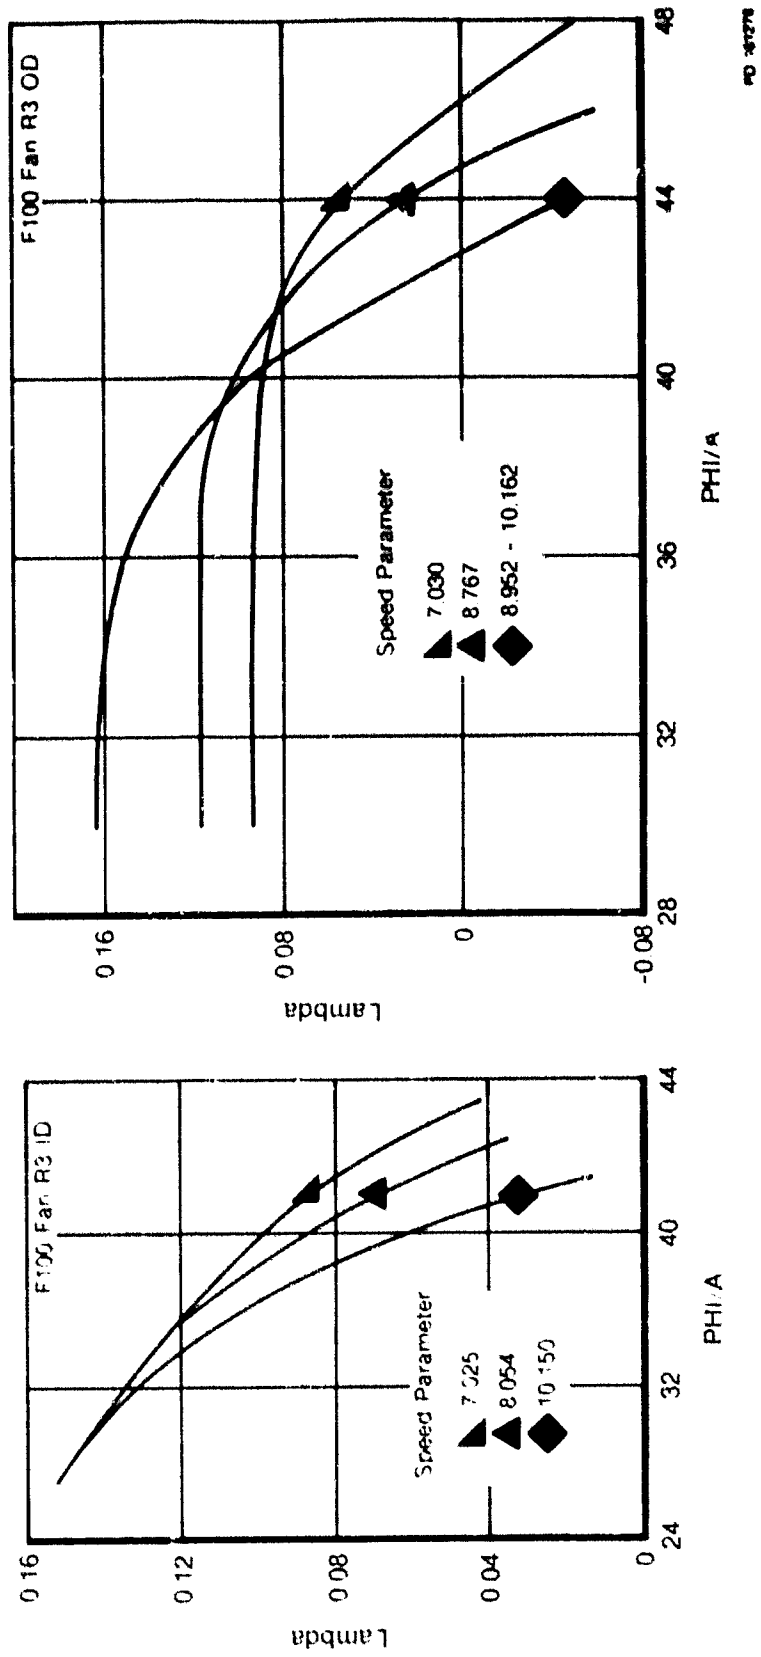 F100 Fan R3 ID
Lambda
0.16
0.12
0.08
0.04
0
24
32
40
44
PHI/A
Speed Parameter
8.054
10.150
F100 Fan R3 OD
Lambda
0.16
0.08
0
-0.08
28
32
36
40
44
48
PHI/A
Speed Parameter
7.030
8.767
8.952 - 10.162